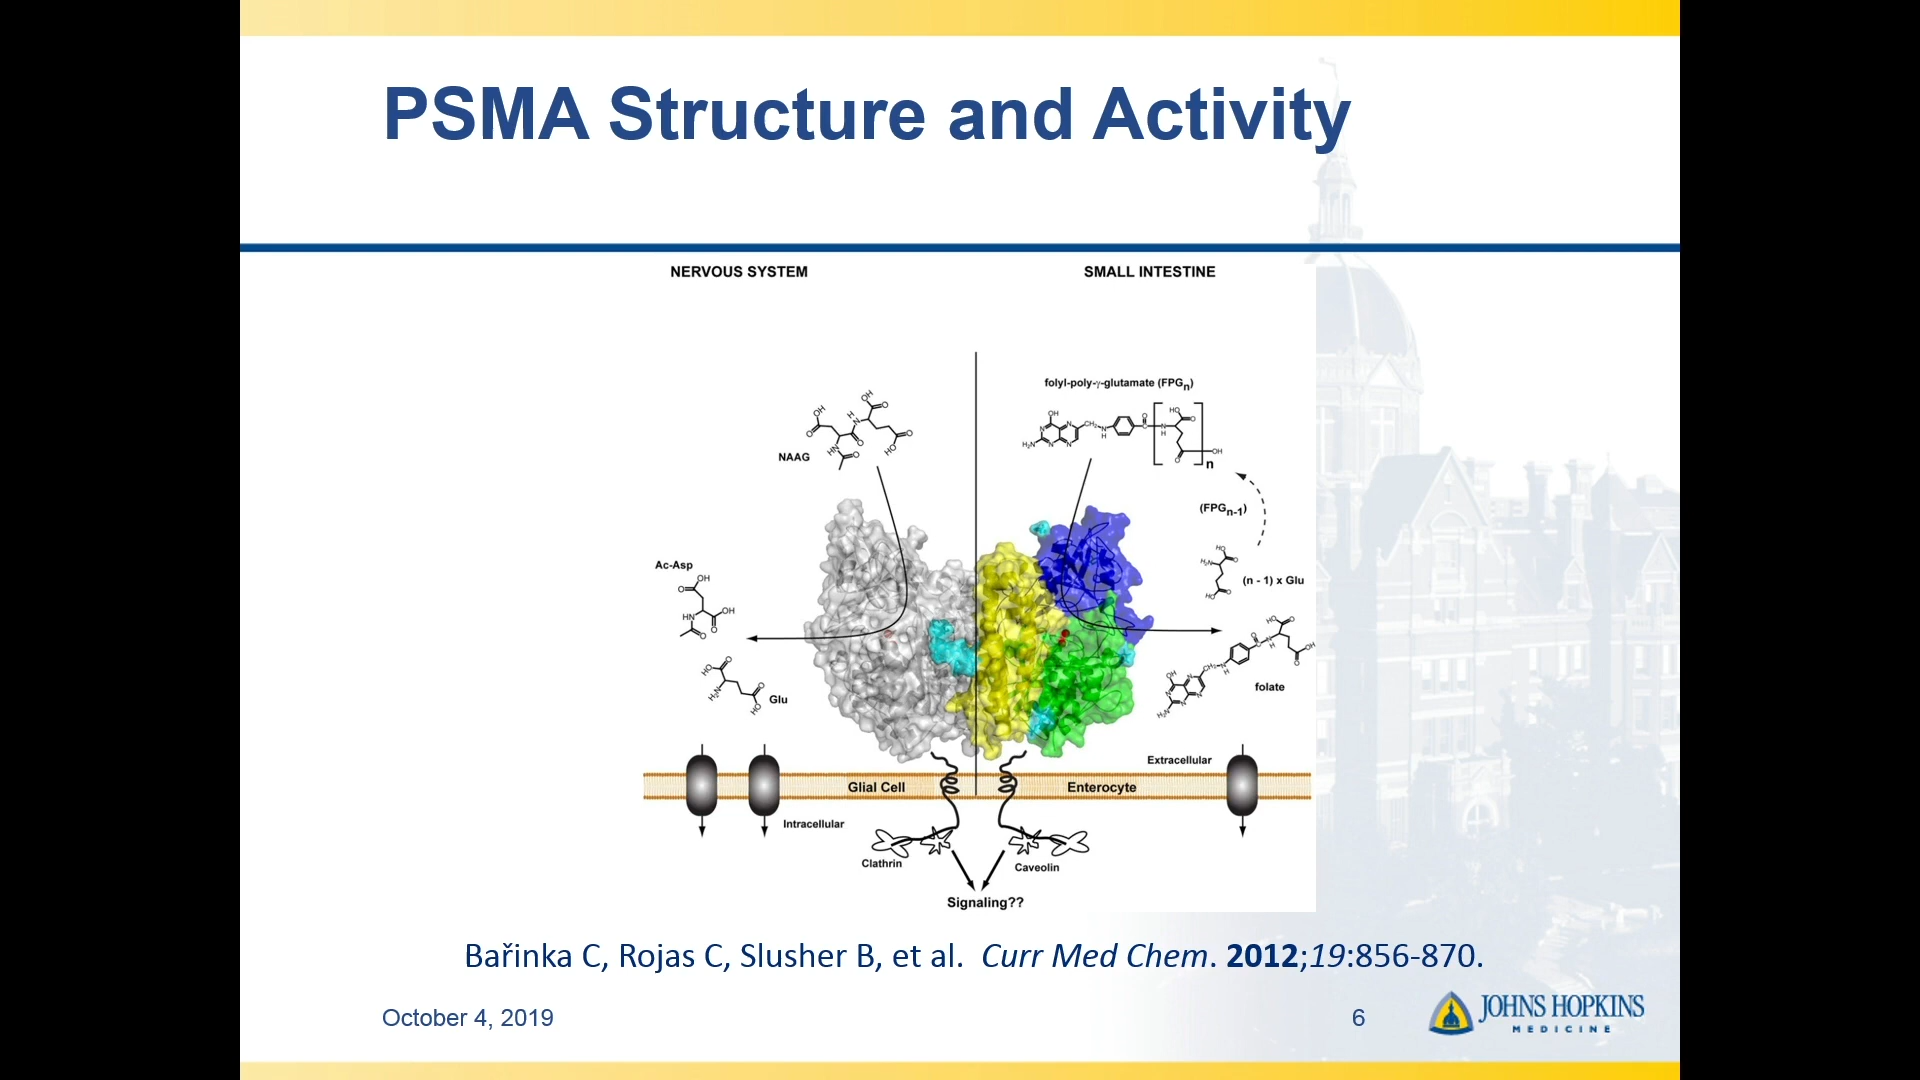 PSMA Structure and Activity
NERVOUS SYSTEM
SMALL INTESTINE
NAAG
folyl-poly-γ-glutamate (FPGn)
n
(FPGn-1)
(n - 1) x Glu
Ac-Asp
Glu
folate
Extracellular
Glial Cell
Enterocyte
Intracellular
Clathrin
Caveolin
Signaling??
Bařinka C, Rojas C, Slusher B, et al. Curr Med Chem. 2012;19:856-870.
October 4, 2019
6
JOHNS HOPKINS
MEDICINE